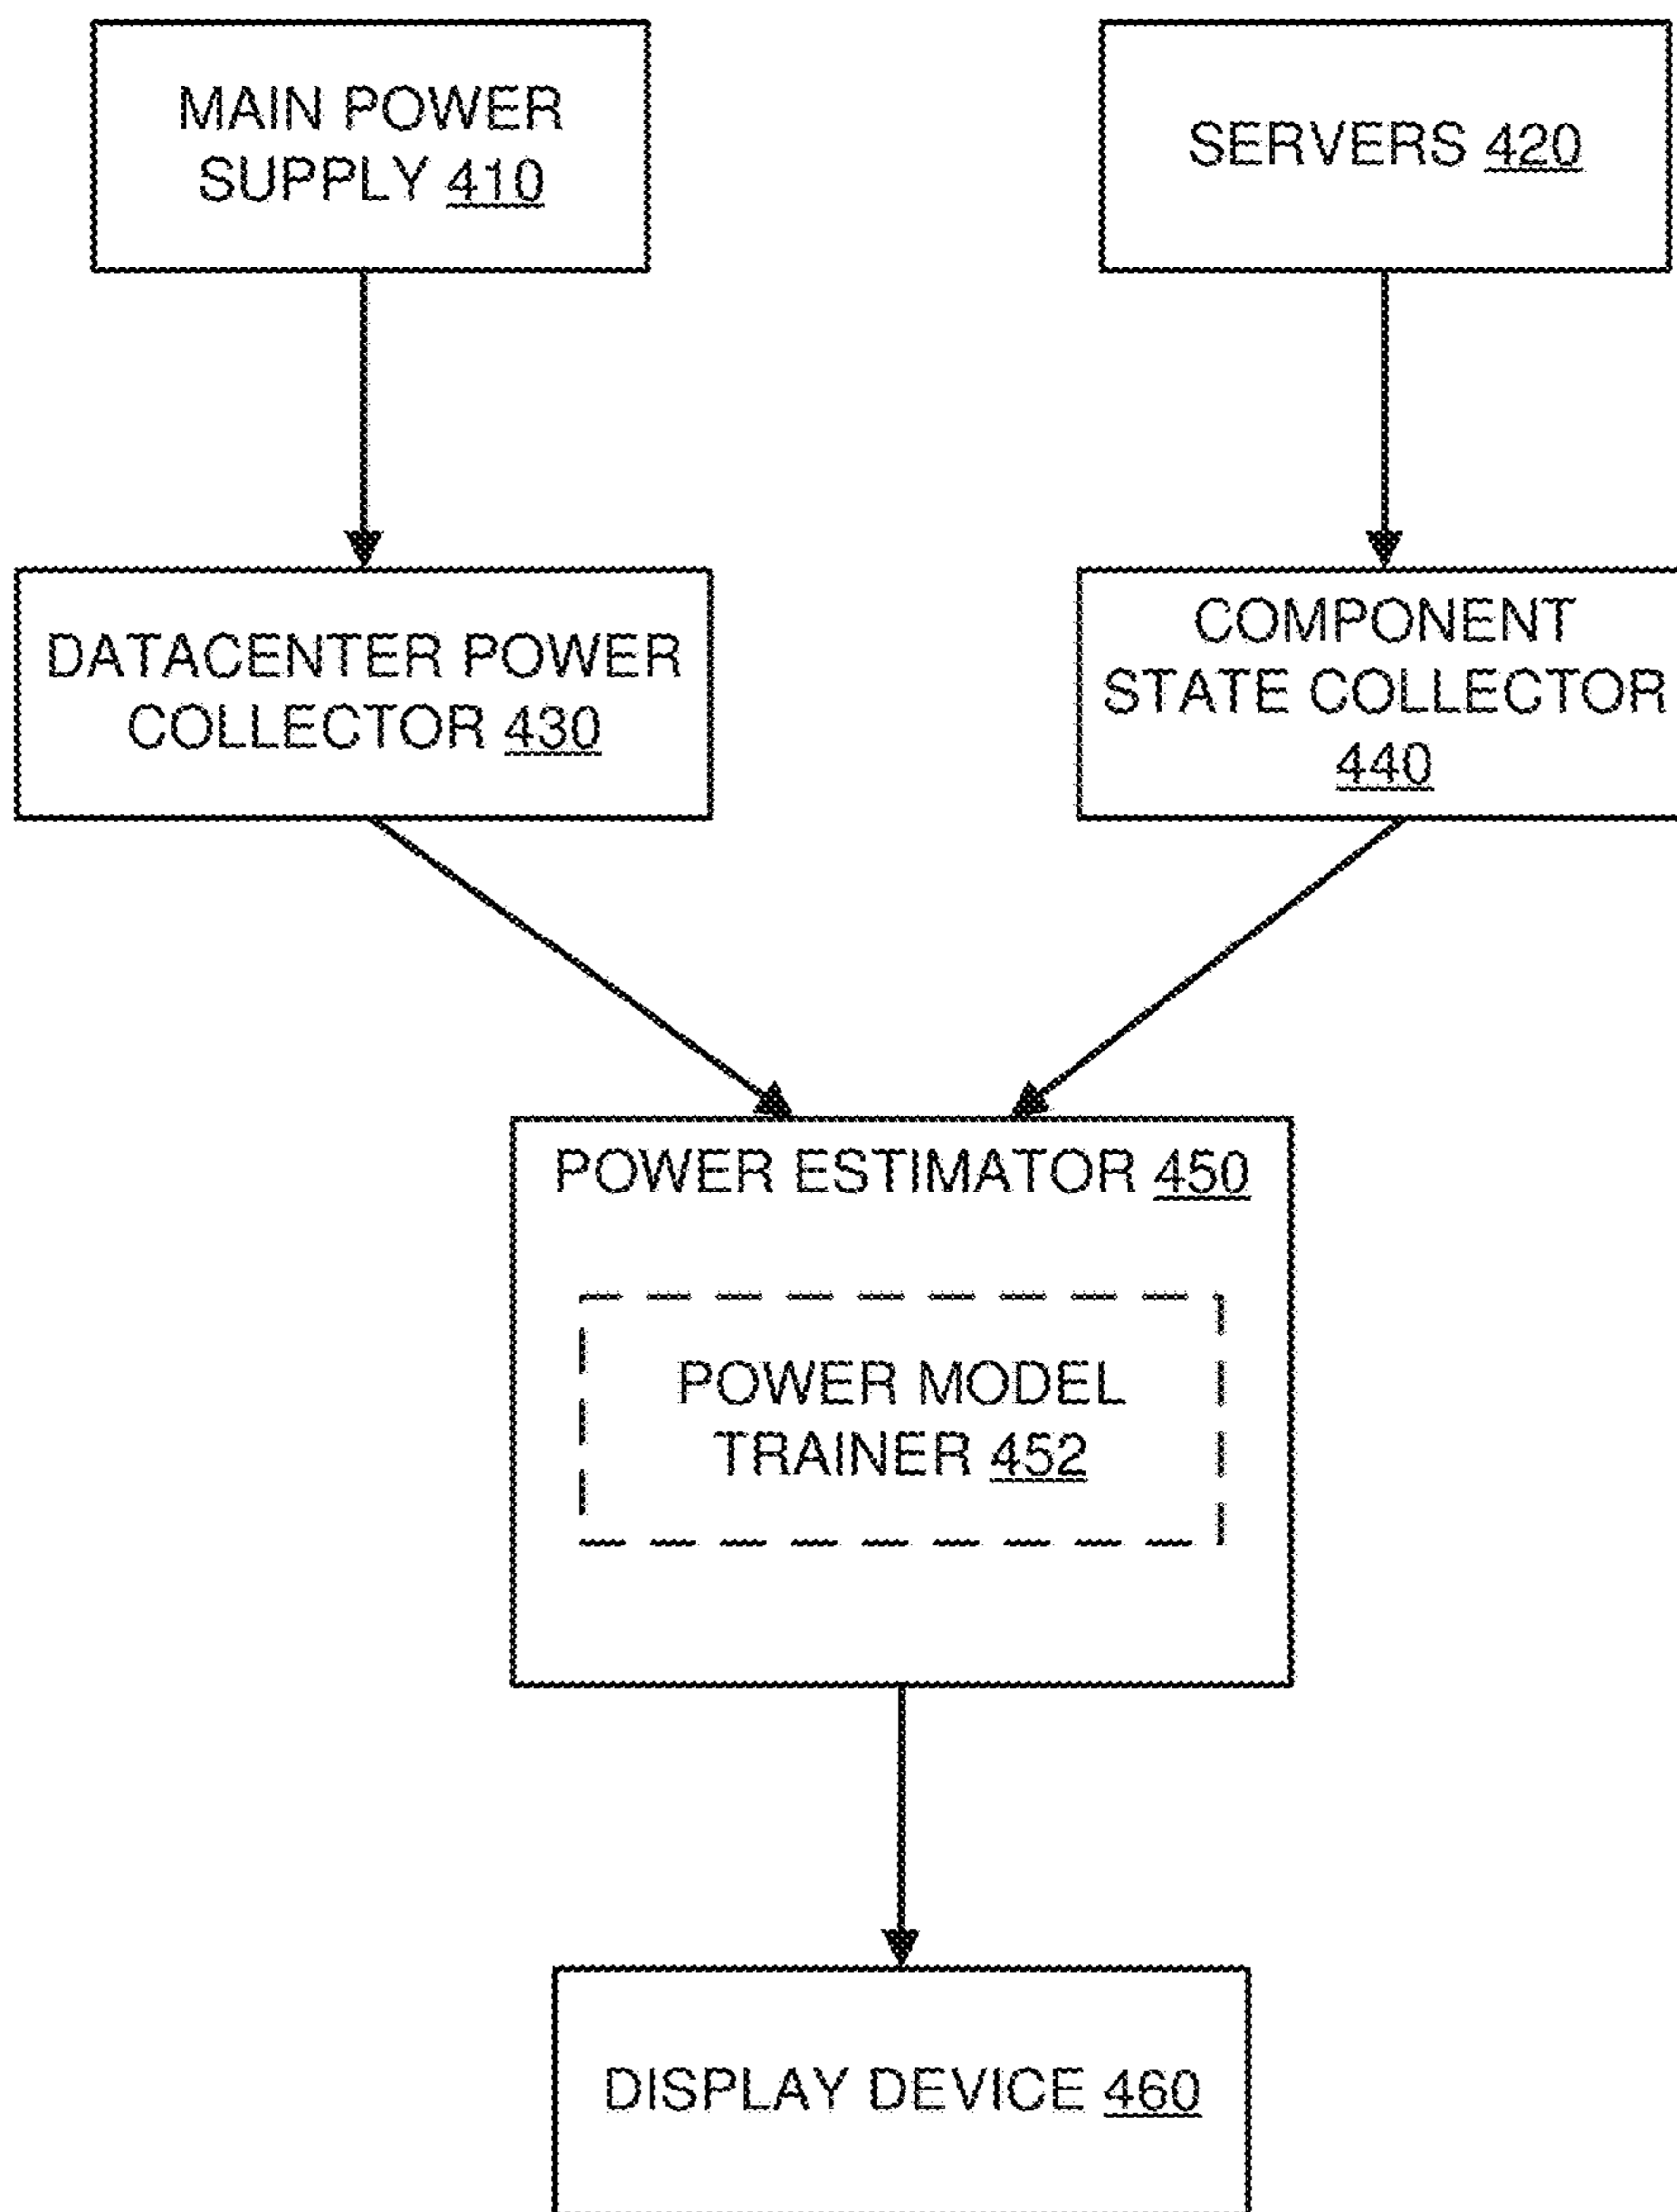 MAIN POWER
SUPPLY 410
SERVERS 420
DATACENTER POWER
COLLECTOR 430
COMPONENT
STATE COLLECTOR
440
POWER ESTIMATOR 450
POWER MODEL
TRAINER 452
DISPLAY DEVICE 460